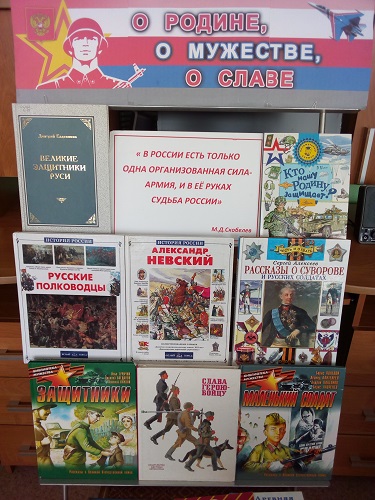 О РОДИНЕ,
О МУЖЕСТВЕ,
О СЛАВЕ
Дмитрий
ВЕЛИКИЕ
ЗАЩИТНИКИ
РУСИ
« В РОССИИ ЕСТЬ ТОЛЬКО
ОДНА ОРГАНИЗОВАННАЯ СИЛА-
АРМИЯ, И В ЕЁ РУКАХ
СУДЬБА РОССИИ»
М.Д.Скобелев
Кто
нашу
Родину
защищает?
ИСТОРИЯ РОССИИ
РУССКИЕ
ПОЛКОВОДЦЫ
ИСТОРИЯ РОССИИ
АЛЕКСАНДР
НЕВСКИЙ
Сергей Алексеев
РАССКАЗЫ О СУВОРОВЕ
И РУССКИХ СОЛДАТАХ
ЗАЩИТНИКИ
СЛАВА
ГЕРОЮ-
БОЙЦУ
МАЛЕНЬКИЙ СОЛДАТ